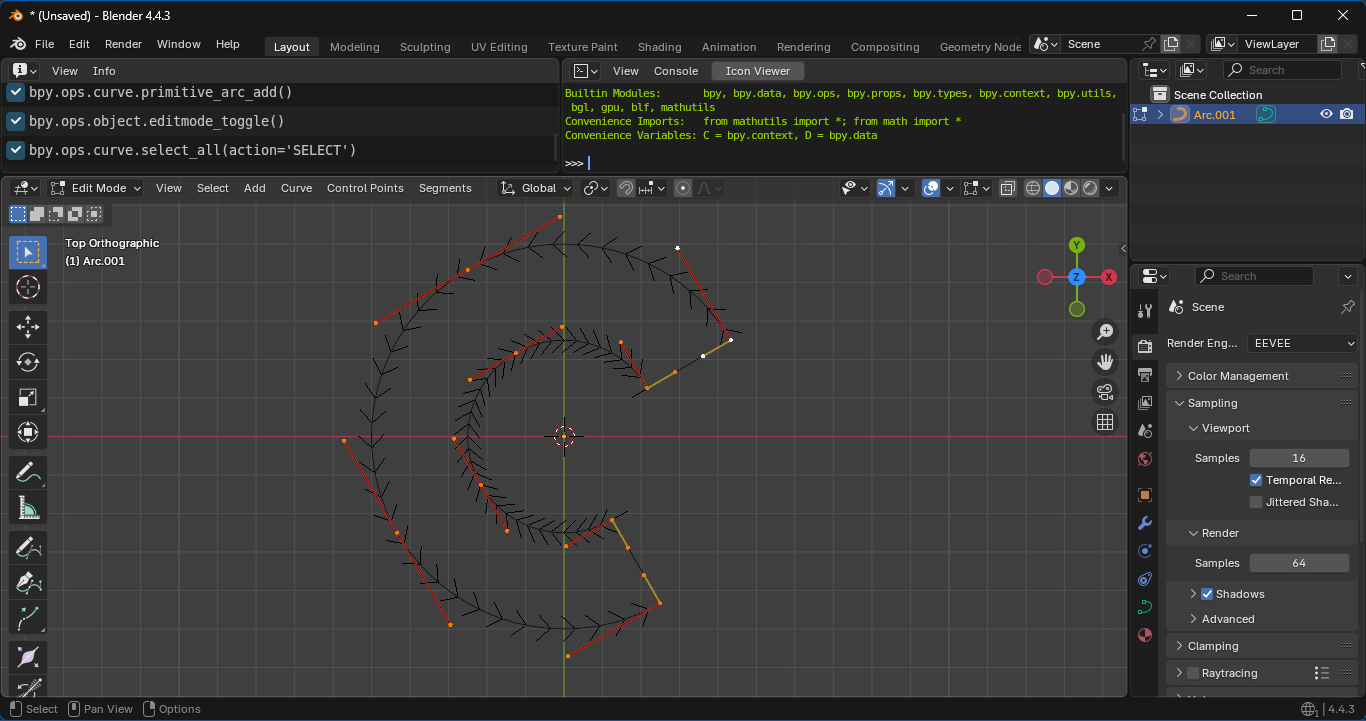 * (Unsaved) - Blender 4.4.3
File Edit Render Window Help
Layout Modeling Sculpting UV Editing Texture Paint Shading Animation Rendering Compositing Geometry Node
Scene ViewLayer
View Info
bpy.ops.curve.primitive_arc_add()
bpy.ops.object.editmode_toggle()
bpy.ops.curve.select_all(action='SELECT')
View Console Icon Viewer
Builtin Modules: bpy, bpy.data, bpy.ops, bpy.props, bpy.types, bpy.context, bpy.utils,
bgl, gpu, blf, mathutils
Convenience Imports: from mathutils import *; from math import *
Convenience Variables: C = bpy.context, D = bpy.data
>>>
Search
Scene Collection
Arc.001
Edit Mode View Select Add Curve Control Points Segments Global
Top Orthographic
(1) Arc.001
Y
Z X
Search
Scene
Render Eng... EEVEE
Color Management
Sampling
Viewport
Samples 16
Temporal Re...
Jittered Sha...
Render
Samples 64
Shadows
Advanced
Clamping
Raytracing
Select Pan View Options
1 4.4.3